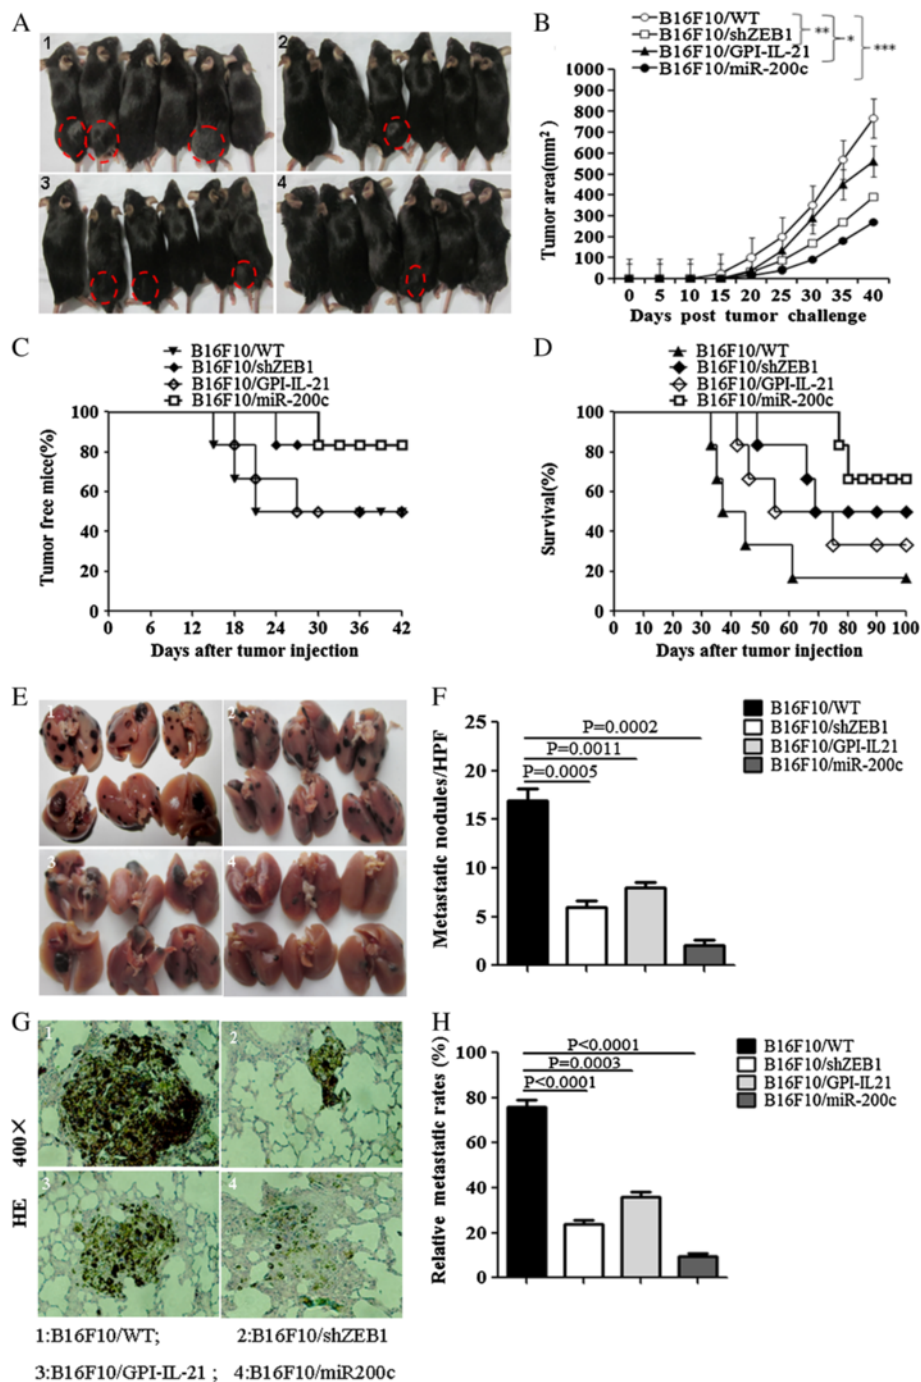 A
1
2
3
4
B
B16F10/WT
B16F10/shZEB1
B16F10/GPI-IL-21
B16F10/miR-200c
**
*
***
Tumor area(mm²)
1000
900
800
700
600
500
400
300
200
100
0
0 5 10 15 20 25 30 35 40
Days post tumor challenge
C
B16F10/WT
B16F10/shZEB1
B16F10/GPI-IL-21
B16F10/miR-200c
Tumor free mice(%)
100
80
60
40
20
0
0 6 12 18 24 30 36 42
Days after tumor injection
D
B16F10/WT
B16F10/shZEB1
B16F10/GPI-IL-21
B16F10/miR-200c
Survival(%)
100
80
60
40
20
0
0 10 20 30 40 50 60 70 80 90 100
Days after tumor injection
E
1
2
3
4
F
B16F10/WT
B16F10/shZEB1
B16F10/GPI-IL21
B16F10/miR-200c
Metastatic nodules/HPF
25
20
15
10
5
0
P=0.0002
P=0.0011
P=0.0005
G
400×
HE
1
2
3
4
H
B16F10/WT
B16F10/shZEB1
B16F10/GPI-IL21
B16F10/miR-200c
Relative metastatic rates (%)
100
80
60
40
20
0
P<0.0001
P=0.0003
P<0.0001
1:B16F10/WT; 2:B16F10/shZEB1
3:B16F10/GPI-IL-21 ; 4:B16F10/miR200c